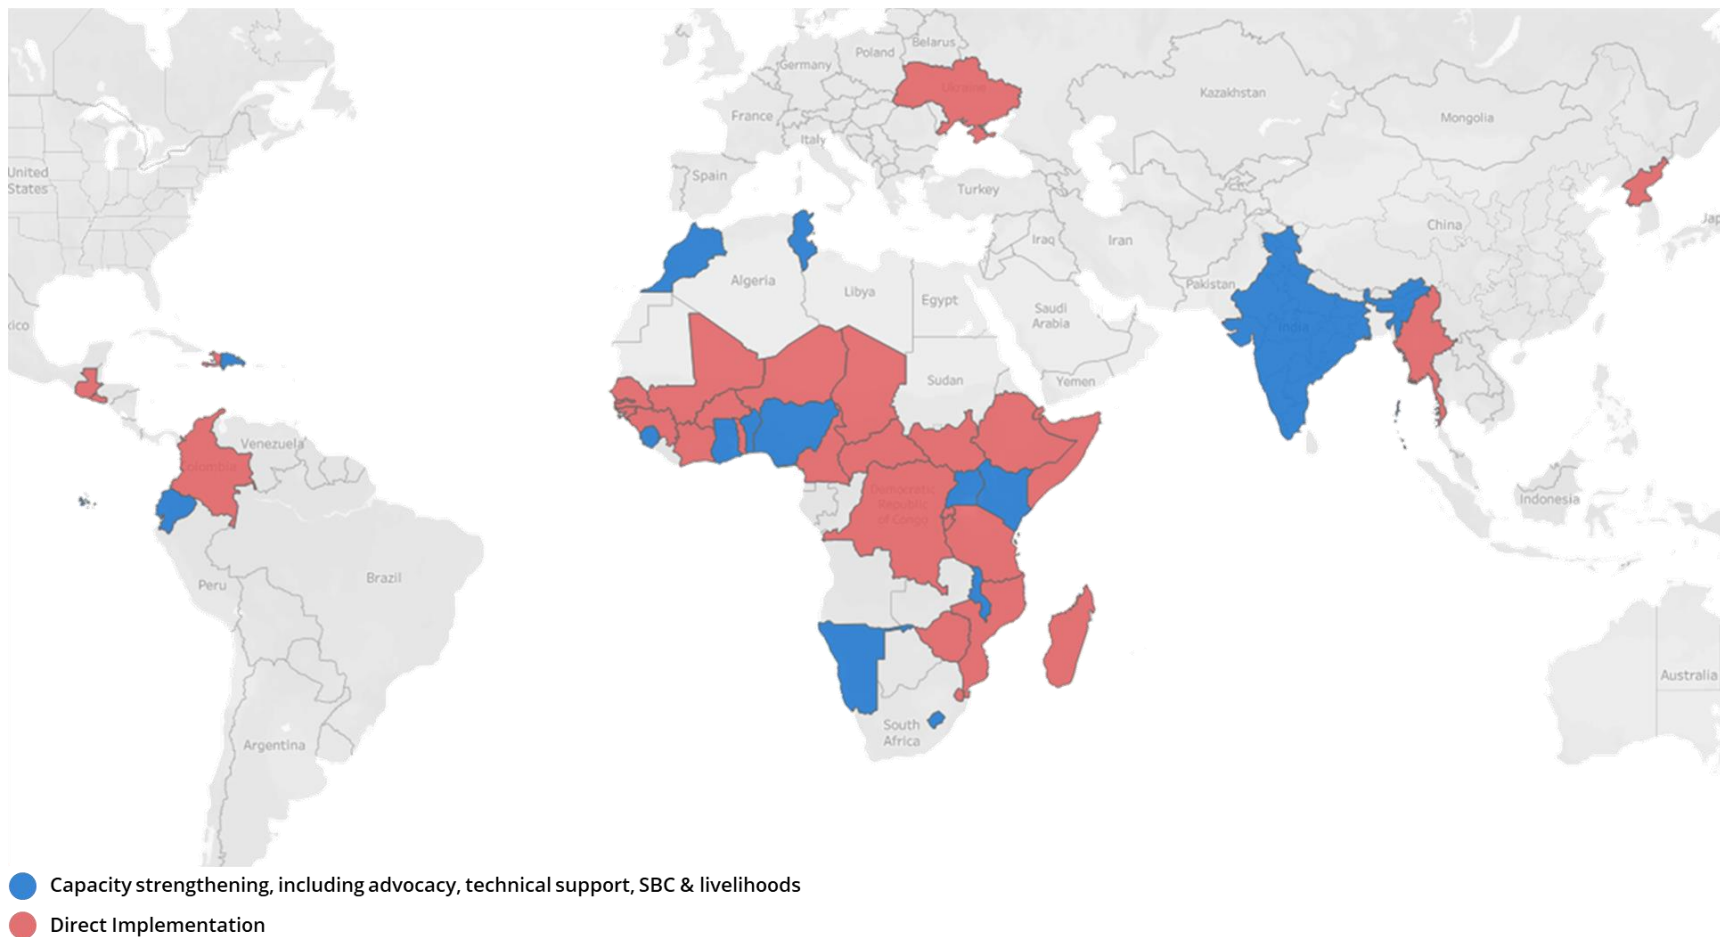 Belarus
Poland
Germany
Ukraine
Kazakhstan
France
Mongolia
Italy
United
States
Spain
Turkey
China
Iraq
Iran
Algeria
Libya
Egypt
Pakistan
Saudi
Arabia
India
Sudan
Yemen
Venezuela
Colombia
Democratic
Republic
of Congo
Indonesia
Peru
Brazil
Australia
South
Africa
Argentina
Capacity strengthening, including advocacy, technical support, SBC & livelihoods
Direct Implementation